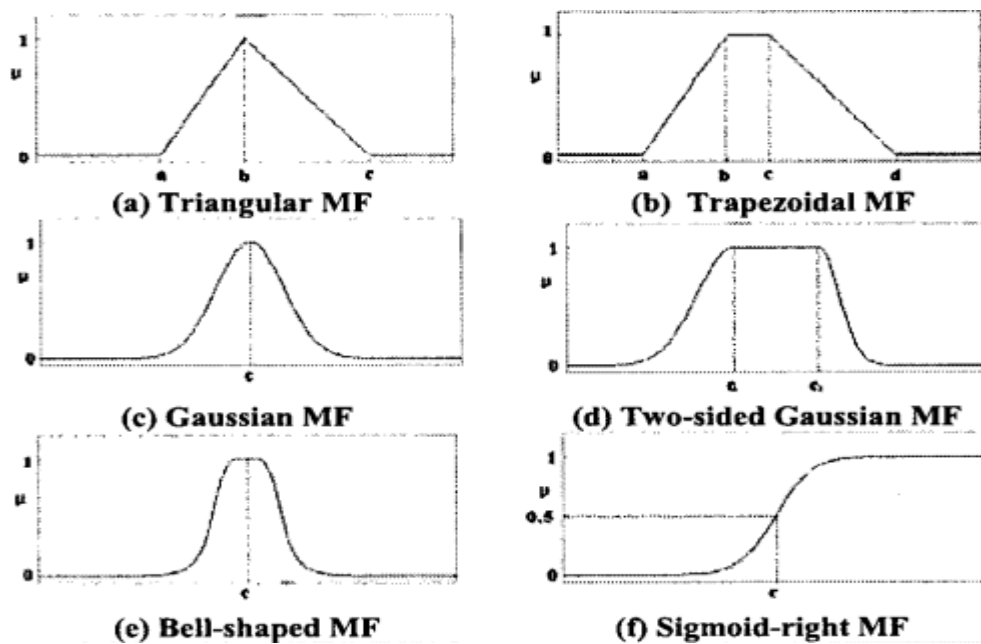 1
μ
0
a b c
(a) Triangular MF
1
μ
0
a b c d
(b) Trapezoidal MF
1
μ
0
c
(c) Gaussian MF
1
μ
0
(d) Two-sided Gaussian MF
1
μ
0
c
(e) Bell-shaped MF
1
μ
0.5
0
c
(f) Sigmoid-right MF